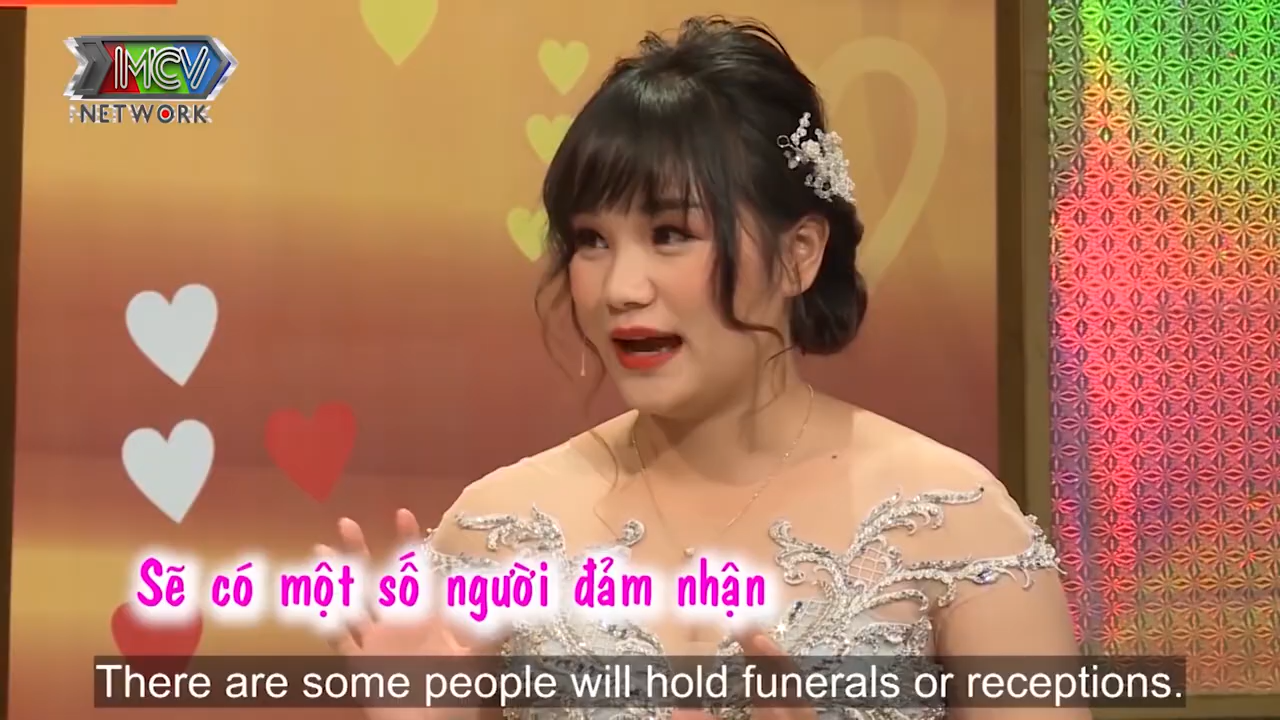 MCV
NETWORK
Sẽ có một số người đảm nhận
There are some people will hold funerals or receptions.